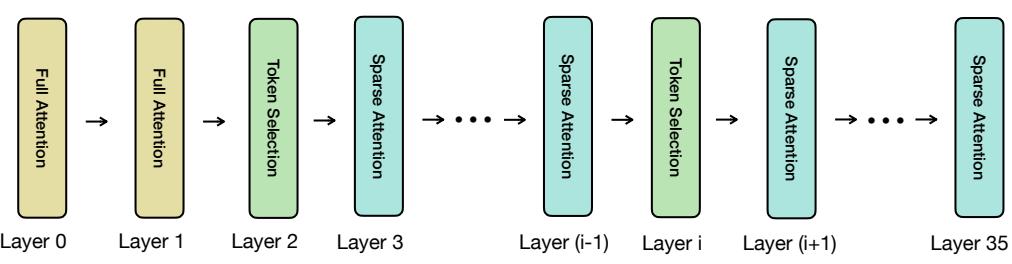 Full Attention
Full Attention
Token Selection
Sparse Attention
Sparse Attention
Token Selection
Sparse Attention
Sparse Attention
Layer 0
Layer 1
Layer 2
Layer 3
Layer (i-1)
Layer i
Layer (i+1)
Layer 35